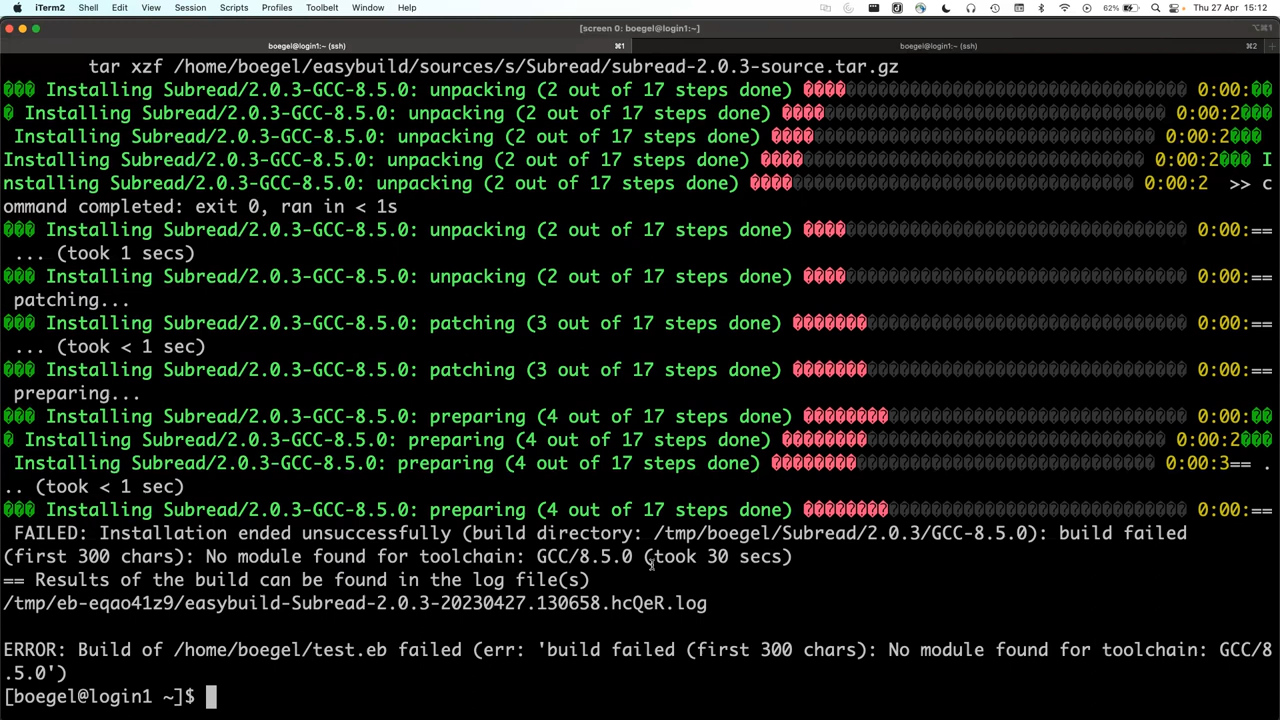 iTerm2 Shell Edit View Session Scripts Profiles Toolbelt Window Help 62% Thu 27 Apr 15:12
[screen 0: boegel@login1:~ (ssh) ⌥⌘1
boegel@login1:~ (ssh) ⌘1 boegel@login1:~ (ssh) ⌘2
tar xzf /home/boegel/easybuild/sources/s/Subread/subread-2.0.3-source.tar.gz
��� Installing Subread/2.0.3-GCC-8.5.0: unpacking (2 out of 17 steps done) 0:00:��
� Installing Subread/2.0.3-GCC-8.5.0: unpacking (2 out of 17 steps done) 0:00:2���
Installing Subread/2.0.3-GCC-8.5.0: unpacking (2 out of 17 steps done) 0:00:2���
Installing Subread/2.0.3-GCC-8.5.0: unpacking (2 out of 17 steps done) 0:00:2��� I
nstalling Subread/2.0.3-GCC-8.5.0: unpacking (2 out of 17 steps done) 0:00:2 >> c
ommand completed: exit 0, ran in < 1s
��� Installing Subread/2.0.3-GCC-8.5.0: unpacking (2 out of 17 steps done) 0:00:==
... (took 1 secs)
��� Installing Subread/2.0.3-GCC-8.5.0: unpacking (2 out of 17 steps done) 0:00:==
patching...
��� Installing Subread/2.0.3-GCC-8.5.0: patching (3 out of 17 steps done) 0:00:==
... (took < 1 sec)
��� Installing Subread/2.0.3-GCC-8.5.0: patching (3 out of 17 steps done) 0:00:==
preparing...
��� Installing Subread/2.0.3-GCC-8.5.0: preparing (4 out of 17 steps done) 0:00:��
� Installing Subread/2.0.3-GCC-8.5.0: preparing (4 out of 17 steps done) 0:00:2���
Installing Subread/2.0.3-GCC-8.5.0: preparing (4 out of 17 steps done) 0:00:3== .
.. (took < 1 sec)
��� Installing Subread/2.0.3-GCC-8.5.0: preparing (4 out of 17 steps done) 0:00:==
FAILED: Installation ended unsuccessfully (build directory: /tmp/boegel/Subread/2.0.3/GCC-8.5.0): build failed
(first 300 chars): No module found for toolchain: GCC/8.5.0 (took 30 secs)
== Results of the build can be found in the log file(s)
/tmp/eb-eqao41z9/easybuild-Subread-2.0.3-20230427.130658.hcQeR.log
ERROR: Build of /home/boegel/test.eb failed (err: 'build failed (first 300 chars): No module found for toolchain: GCC/8
.5.0')
[boegel@login1 ~]$